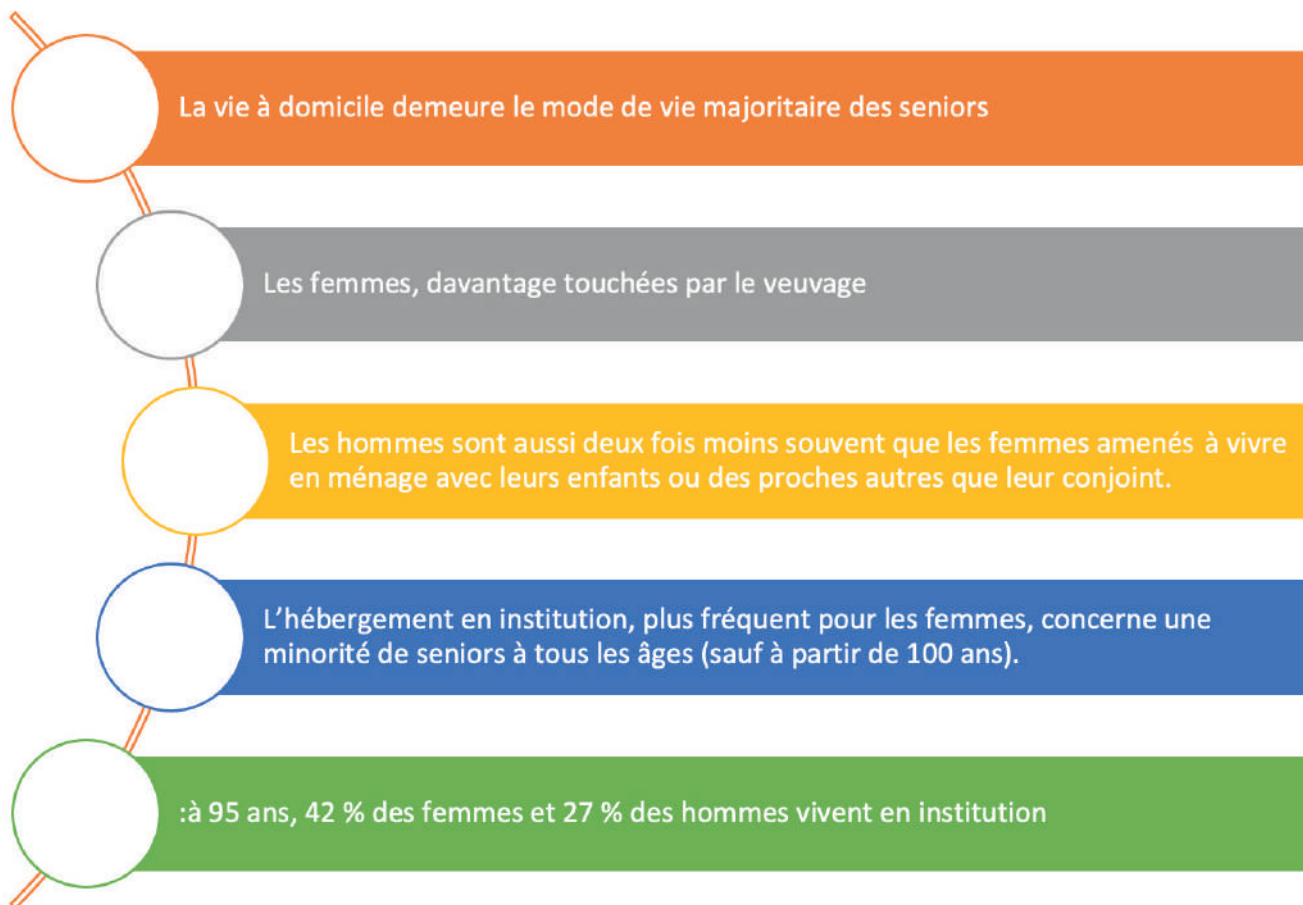 La vie à domicile demeure le mode de vie majoritaire des seniors
Les femmes, davantage touchées par le veuvage
Les hommes sont aussi deux fois moins souvent que les femmes amenés à vivre
en ménage avec leurs enfants ou des proches autres que leur conjoint.
L’hébergement en institution, plus fréquent pour les femmes, concerne une
minorité de seniors à tous les âges (sauf à partir de 100 ans).
:à 95 ans, 42 % des femmes et 27 % des hommes vivent en institution